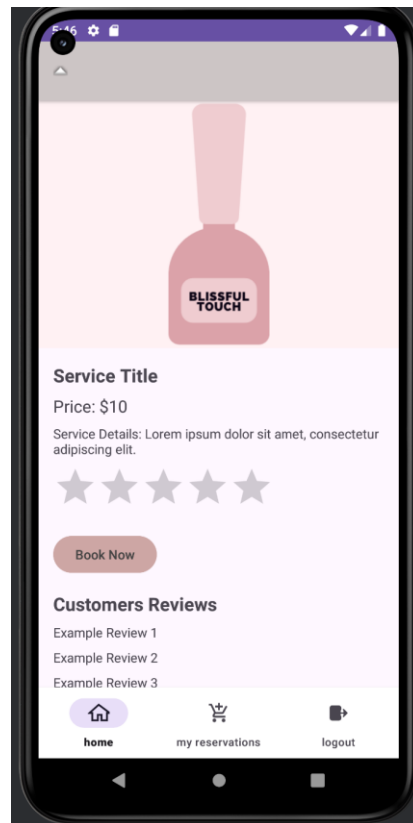 5:46
BLISSFUL
TOUCH
Service Title
Price: $10
Service Details: Lorem ipsum dolor sit amet, consectetur
adipiscing elit.
Book Now
Customers Reviews
Example Review 1
Example Review 2
Example Review 3
home
my reservations
logout